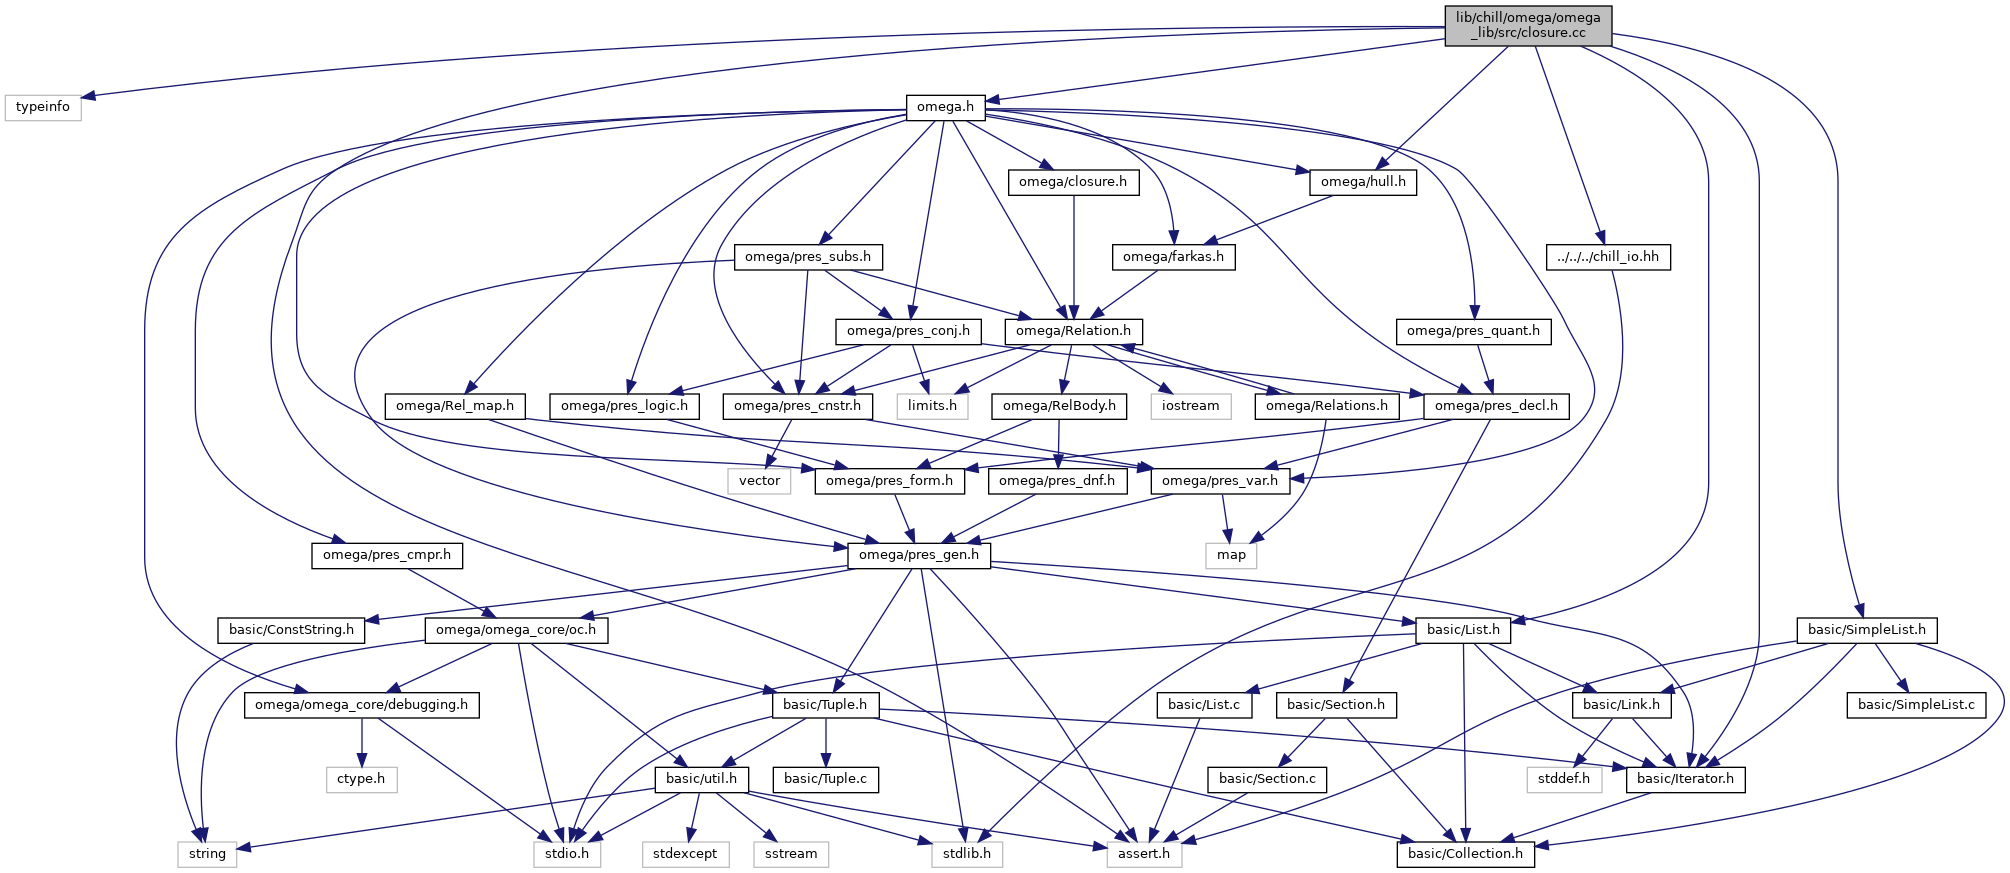 lib/chill/omega/omega
_lib/src/closure.cc
typeinfo
omega.h
omega/closure.h
omega/hull.h
omega/pres_subs.h
omega/farkas.h
../../../chill_io.hh
omega/pres_conj.h
omega/Relation.h
omega/pres_quant.h
omega/Rel_map.h
omega/pres_logic.h
omega/pres_cnstr.h
limits.h
omega/RelBody.h
iostream
omega/Relations.h
omega/pres_decl.h
vector
omega/pres_form.h
omega/pres_dnf.h
omega/pres_var.h
omega/pres_cmpr.h
omega/pres_gen.h
map
basic/ConstString.h
omega/omega_core/oc.h
basic/List.h
basic/SimpleList.h
omega/omega_core/debugging.h
basic/Tuple.h
basic/List.c
basic/Section.h
basic/Link.h
basic/SimpleList.c
ctype.h
basic/util.h
basic/Tuple.c
basic/Section.c
stddef.h
basic/Iterator.h
string
stdio.h
stdexcept
sstream
stdlib.h
assert.h
basic/Collection.h